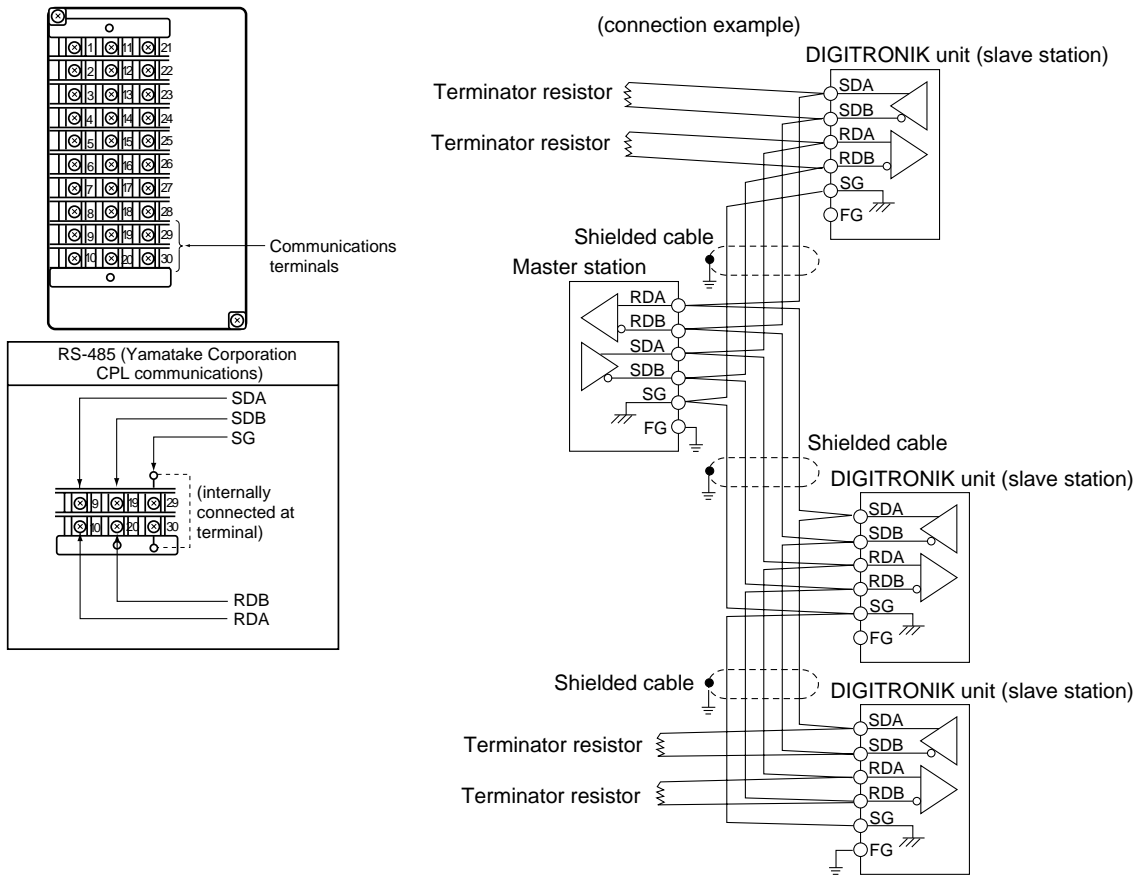 1 11 21
2 12 22
3 13 23
4 14 24
5 15 25
6 16 26
7 17 27
8 18 28
9 19 29
10 20 30
Communications
terminals
RS-485 (Yamatake Corporation
CPL communications)
SDA
SDB
SG
9 19 29
10 20 30
(internally
connected at
terminal)
RDB
RDA
(connection example)
DIGITRONIK unit (slave station)
Terminator resistor
Terminator resistor
SDA
SDB
RDA
RDB
SG
FG
Shielded cable
Master station
RDA
RDB
SDA
SDB
SG
FG
Shielded cable
DIGITRONIK unit (slave station)
SDA
SDB
RDA
RDB
SG
FG
Shielded cable
DIGITRONIK unit (slave station)
Terminator resistor
Terminator resistor
SDA
SDB
RDA
RDB
SG
FG